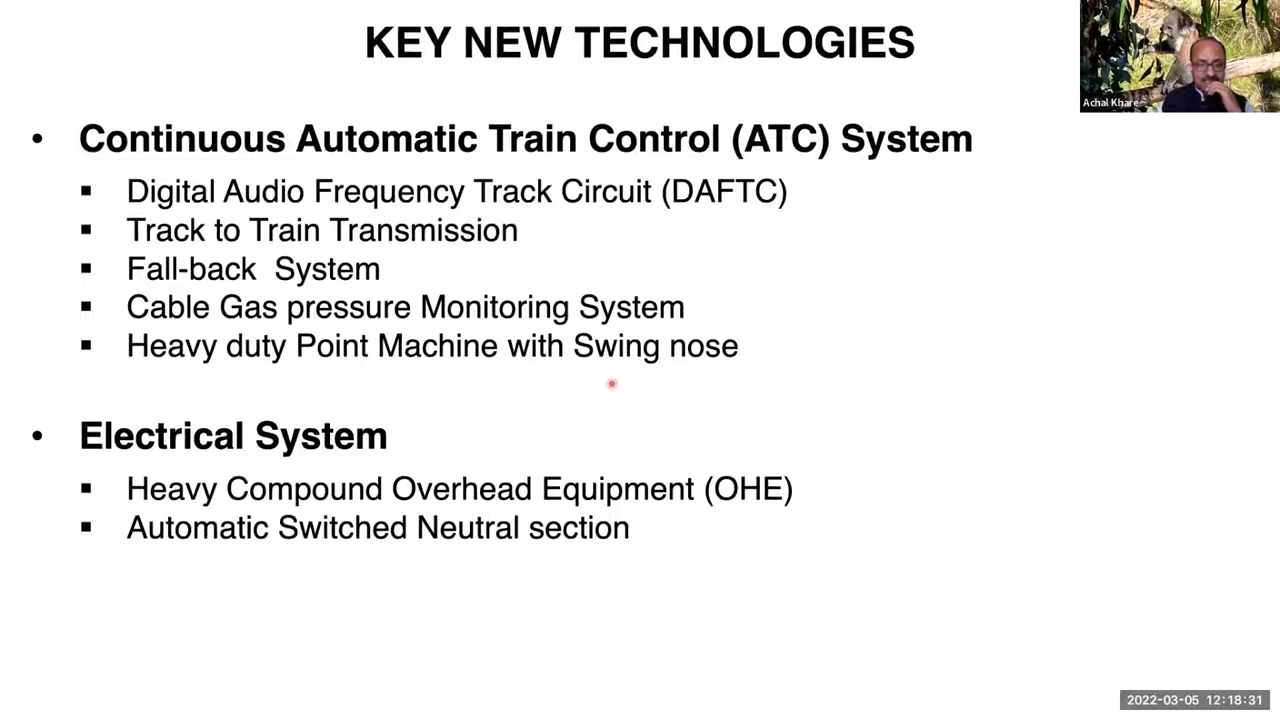 KEY NEW TECHNOLOGIES
Achal Khare
• Continuous Automatic Train Control (ATC) System
▪ Digital Audio Frequency Track Circuit (DAFTC)
▪ Track to Train Transmission
▪ Fall-back System
▪ Cable Gas pressure Monitoring System
▪ Heavy duty Point Machine with Swing nose
• Electrical System
▪ Heavy Compound Overhead Equipment (OHE)
▪ Automatic Switched Neutral section
2022-03-05 12:18:31